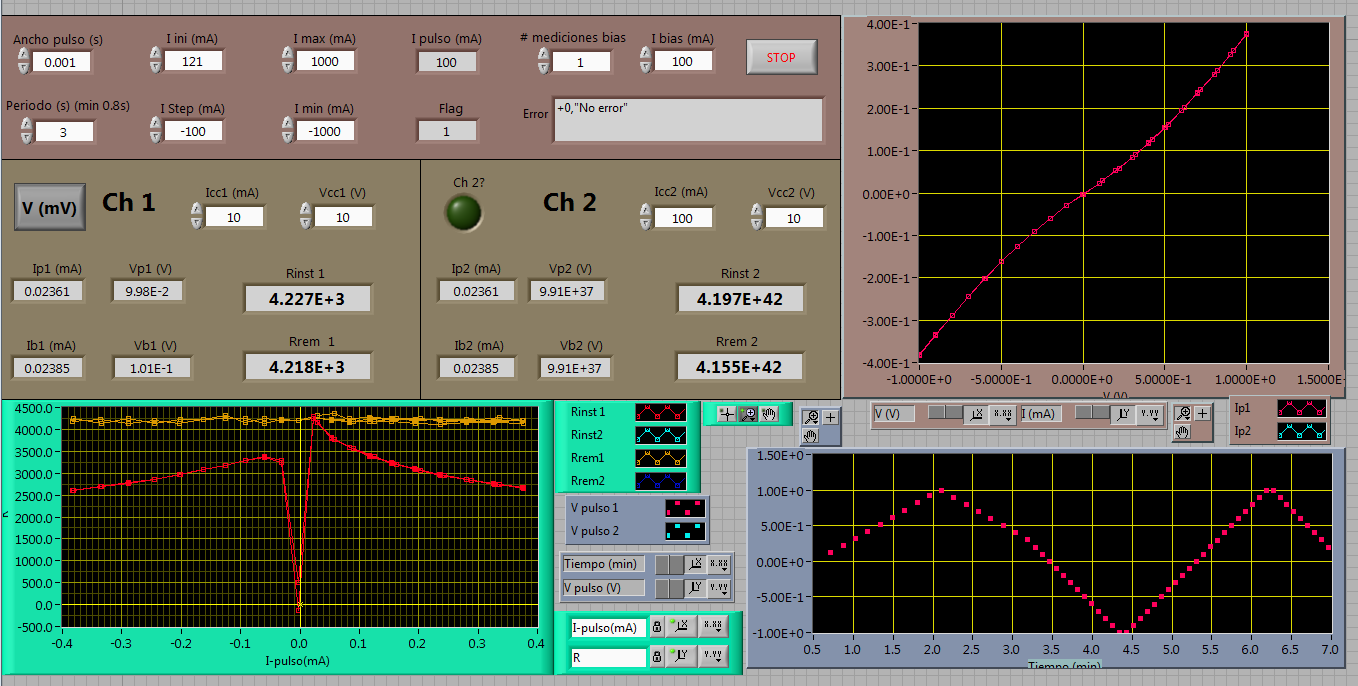 Ancho pulso (s)
0.001
I ini (mA)
121
I max (mA)
1000
I pulso (mA)
100
# mediciones bias
1
I bias (mA)
100
STOP
Periodo (s) (min 0.8s)
3
I Step (mA)
-100
I min (mA)
-1000
Flag
1
Error
+0,"No error"
V (mV)
Ch 1
Icc1 (mA)
10
Vcc1 (V)
10
Ip1 (mA)
0.02361
Vp1 (V)
9.98E-2
Rinst 1
4.227E+3
Ib1 (mA)
0.02385
Vb1 (V)
1.01E-1
Rrem 1
4.218E+3
Ch 2?
Ch 2
Icc2 (mA)
100
Vcc2 (V)
10
Ip2 (mA)
0.02361
Vp2 (V)
9.91E+37
Rinst 2
4.197E+42
Ib2 (mA)
0.02385
Vb2 (V)
9.91E+37
Rrem 2
4.155E+42
4.00E-1
3.00E-1
2.00E-1
1.00E-1
0.00E+0
-1.00E-1
-2.00E-1
-3.00E-1
-4.00E-1
-1.0000E+0
-5.0000E-1
0.0000E+0
5.0000E-1
1.0000E+0
1.5000E+
V (V)
V (V)
X.XX
I (mA)
Y.YY
Ip1
Ip2
4500.0
4000.0
3500.0
3000.0
2500.0
2000.0
4000.0
1500.0
1000.0
500.0
0.0
-500.0
-0.4
-0.3
-0.2
-0.1
0.0
0.1
0.2
0.3
0.4
I-pulso(mA)
Rinst 1
Rinst2
Rrem1
Rrem2
V pulso 1
V pulso 2
Tiempo (min)
X.XX
V pulso (V)
Y.YY
I-pulso(mA)
X.XX
R
Y.YY
1.50E+0
1.00E+0
5.00E-1
0.00E+0
-5.00E-1
-1.00E+0
0.5
1.0
1.5
2.0
2.5
3.0
3.5
4.0
4.5
5.0
5.5
6.0
6.5
7.0
Tiempo (min)